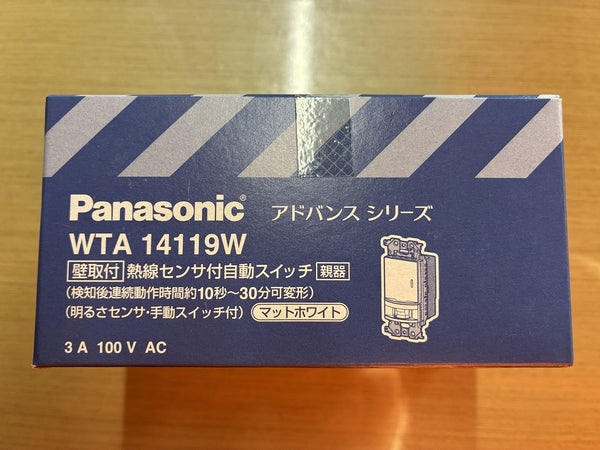 Panasonic® アドバンス シリーズ
WTA 14119W
壁取付 熱線センサ付自動スイッチ 親器
(検知後連続動作時間約10秒～30分可変形)
(明るさセンサ・手動スイッチ付) マットホワイト
3 A 100 V AC